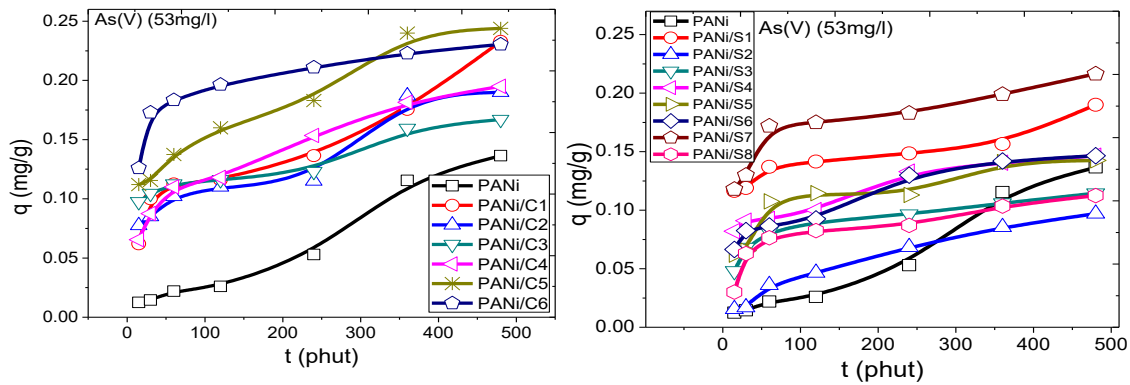 As(V) (53mg/l)
0.25
0.20
0.15
0.10
0.05
0.00
q (mg/g)
0
100
200
300
400
500
t (phut)
PANi
PANi/C1
PANi/C2
PANi/C3
PANi/C4
PANi/C5
PANi/C6
As(V) (53mg/l)
0.25
0.20
0.15
0.10
0.05
0.00
q (mg/g)
0
100
200
300
400
500
t (phut)
PANi
PANi/S1
PANi/S2
PANi/S3
PANi/S4
PANi/S5
PANi/S6
PANi/S7
PANi/S8